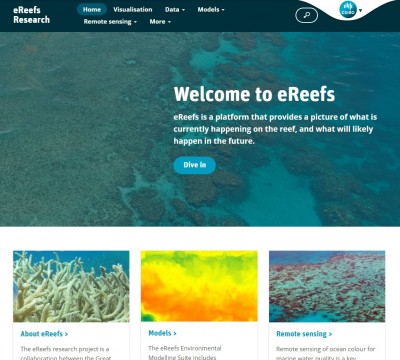 eReefs
Research
Home Visualisation Data Models
Remote sensing More
CSIRO
Welcome to eReefs
eReefs is a platform that provides a picture of what is
currently happening on the reef, and what will likely
happen in the future.
Dive in
About eReefs >
The eReefs research project is a
collaboration between the Great
Models >
The eReefs Environmental
Modelling Suite includes
Remote sensing >
Remote sensing of ocean colour for
marine water quality is a key